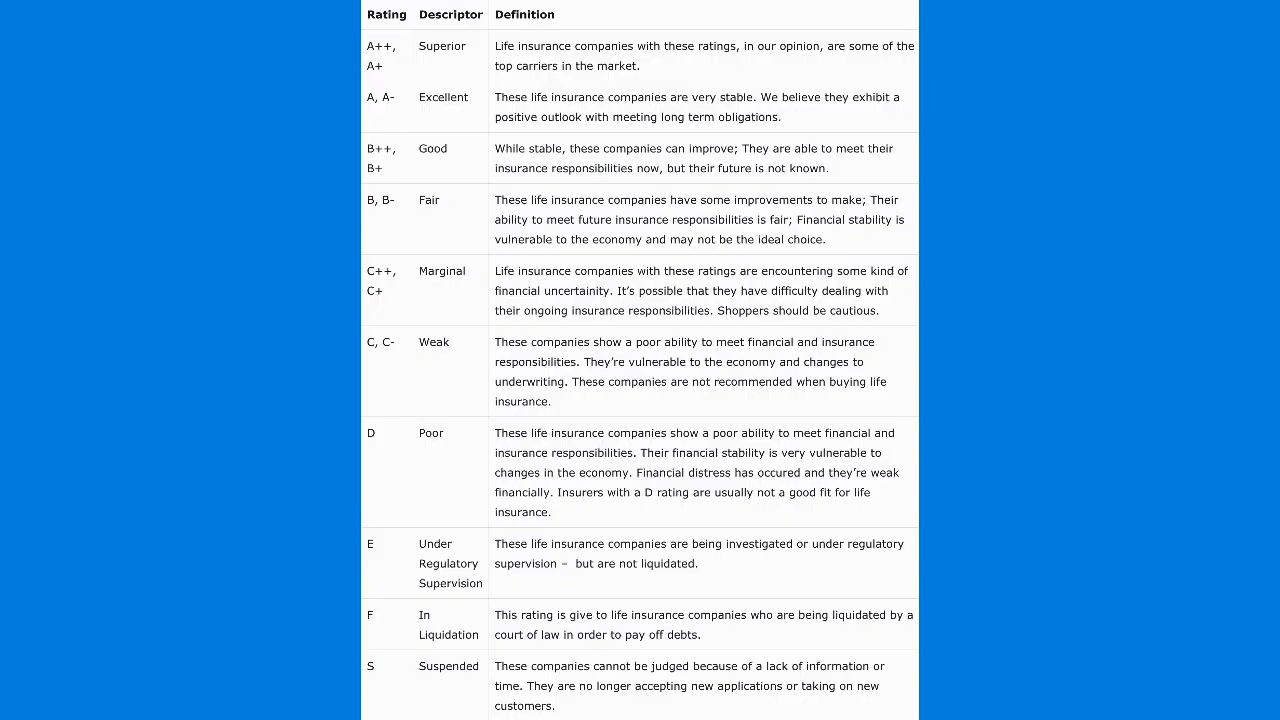 Rating Descriptor Definition
A++, Superior Life insurance companies with these ratings, in our opinion, are some of the
A+ top carriers in the market.
A, A- Excellent These life insurance companies are very stable. We believe they exhibit a
positive outlook with meeting long term obligations.
B++, Good While stable, these companies can improve; They are able to meet their
B+ insurance responsibilities now, but their future is not known.
B, B- Fair These life insurance companies have some improvements to make; Their
ability to meet future insurance responsibilities is fair; Financial stability is
vulnerable to the economy and may not be the ideal choice.
C++, Marginal Life insurance companies with these ratings are encountering some kind of
C+ financial uncertainity. It’s possible that they have difficulty dealing with
their ongoing insurance responsibilities. Shoppers should be cautious.
C, C- Weak These companies show a poor ability to meet financial and insurance
responsibilities. They’re vulnerable to the economy and changes to
underwriting. These companies are not recommended when buying life
insurance.
D Poor These life insurance companies show a poor ability to meet financial and
insurance responsibilities. Their financial stability is very vulnerable to
changes in the economy. Financial distress has occured and they’re weak
financially. Insurers with a D rating are usually not a good fit for life
insurance.
E Under These life insurance companies are being investigated or under regulatory
Regulatory supervision – but are not liquidated.
Supervision
F In This rating is give to life insurance companies who are being liquidated by a
Liquidation court of law in order to pay off debts.
S Suspended These companies cannot be judged because of a lack of information or
time. They are no longer accepting new applications or taking on new
customers.